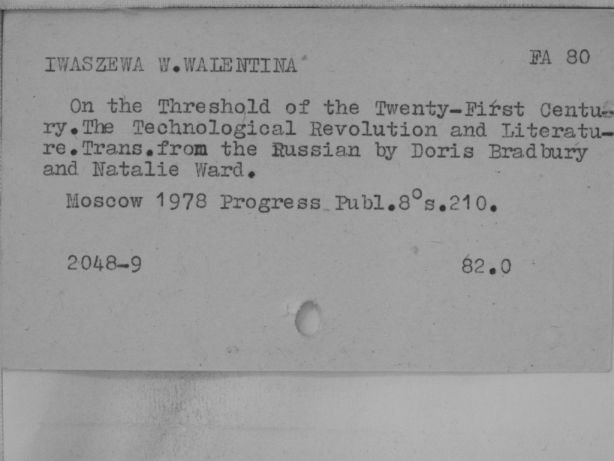 IWASZEWA W.WALENTINA
FA 80
On the Threshold of the Twenty-First Centu-
ry.The Technological Revolution and Literatu-
re.Trans.from the Russian by Doris Bradbury
and Natalie Ward.
Moscow 1978 Progress Publ.8°s.210.
2048-9
82.0